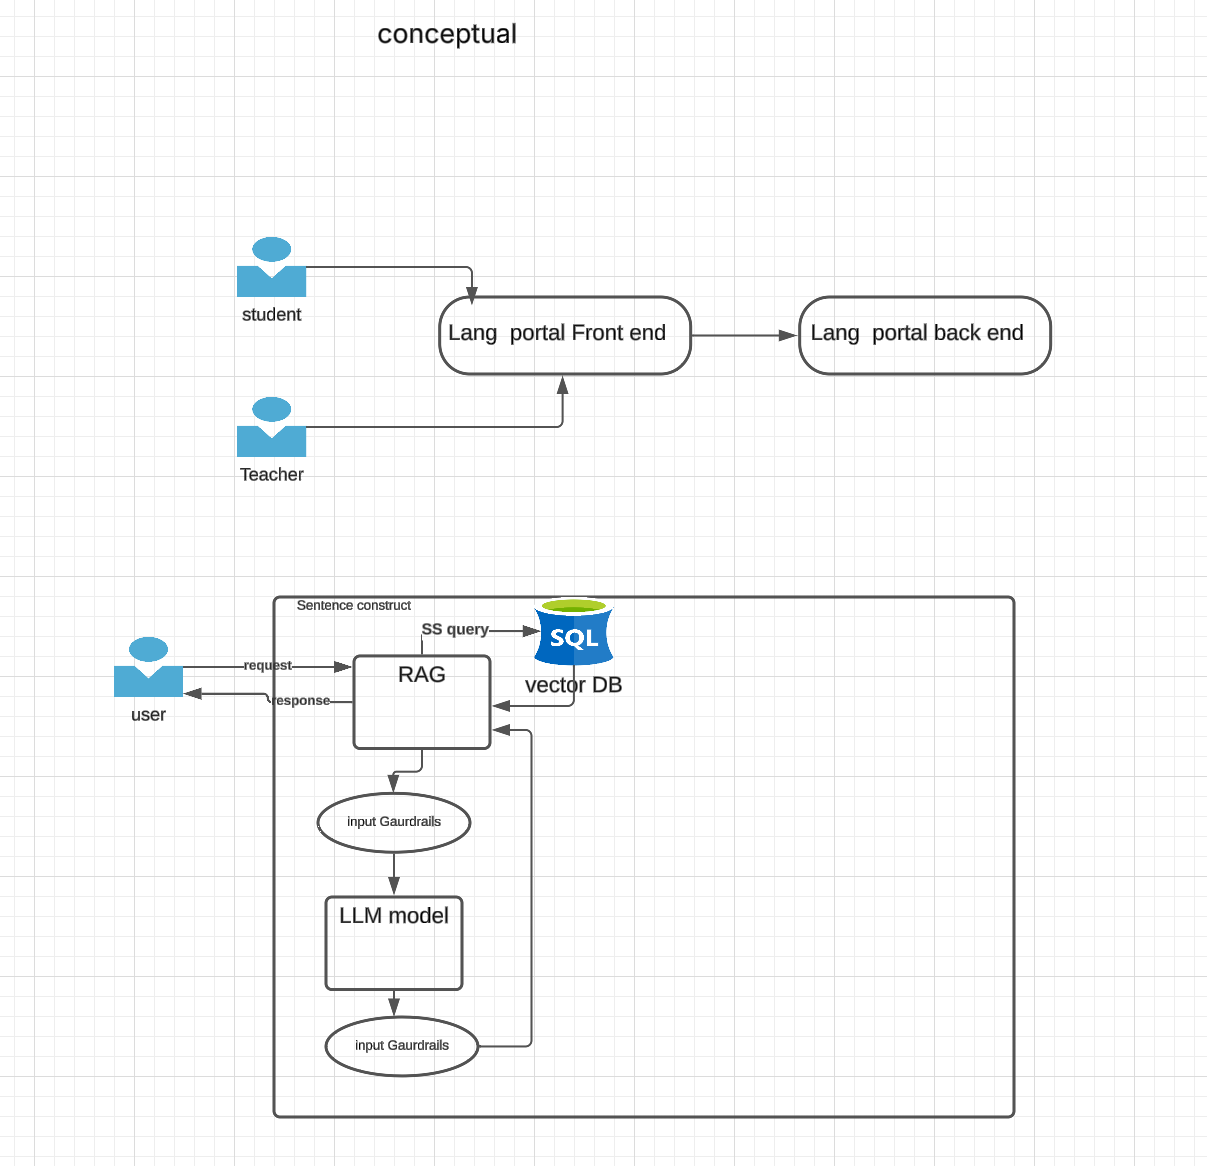 conceptual
student
Lang portal Front end
Lang portal back end
Teacher
Sentence construct
SS query
SQL
request
RAG
vector DB
response
user
input Gaurdrails
LLM model
input Gaurdrails